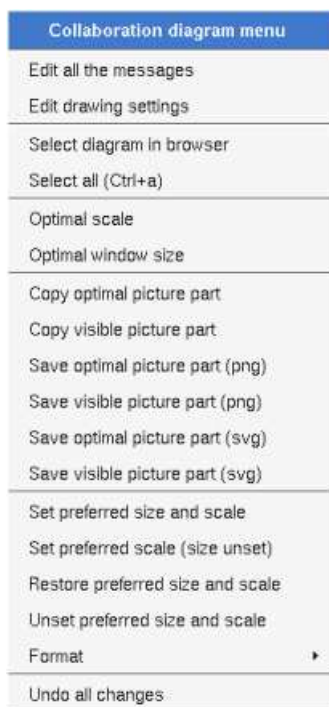 Collaboration diagram menu
Edit all the messages
Edit drawing settings
Select diagram in browser
Select all (Ctrl+a)
Optimal scale
Optimal window size
Copy optimal picture part
Copy visible picture part
Save optimal picture part (png)
Save visible picture part (png)
Save optimal picture part (svg)
Save visible picture part (svg)
Set preferred size and scale
Set preferred scale (size unset)
Restore preferred size and scale
Unset preferred size and scale
Format
Undo all changes